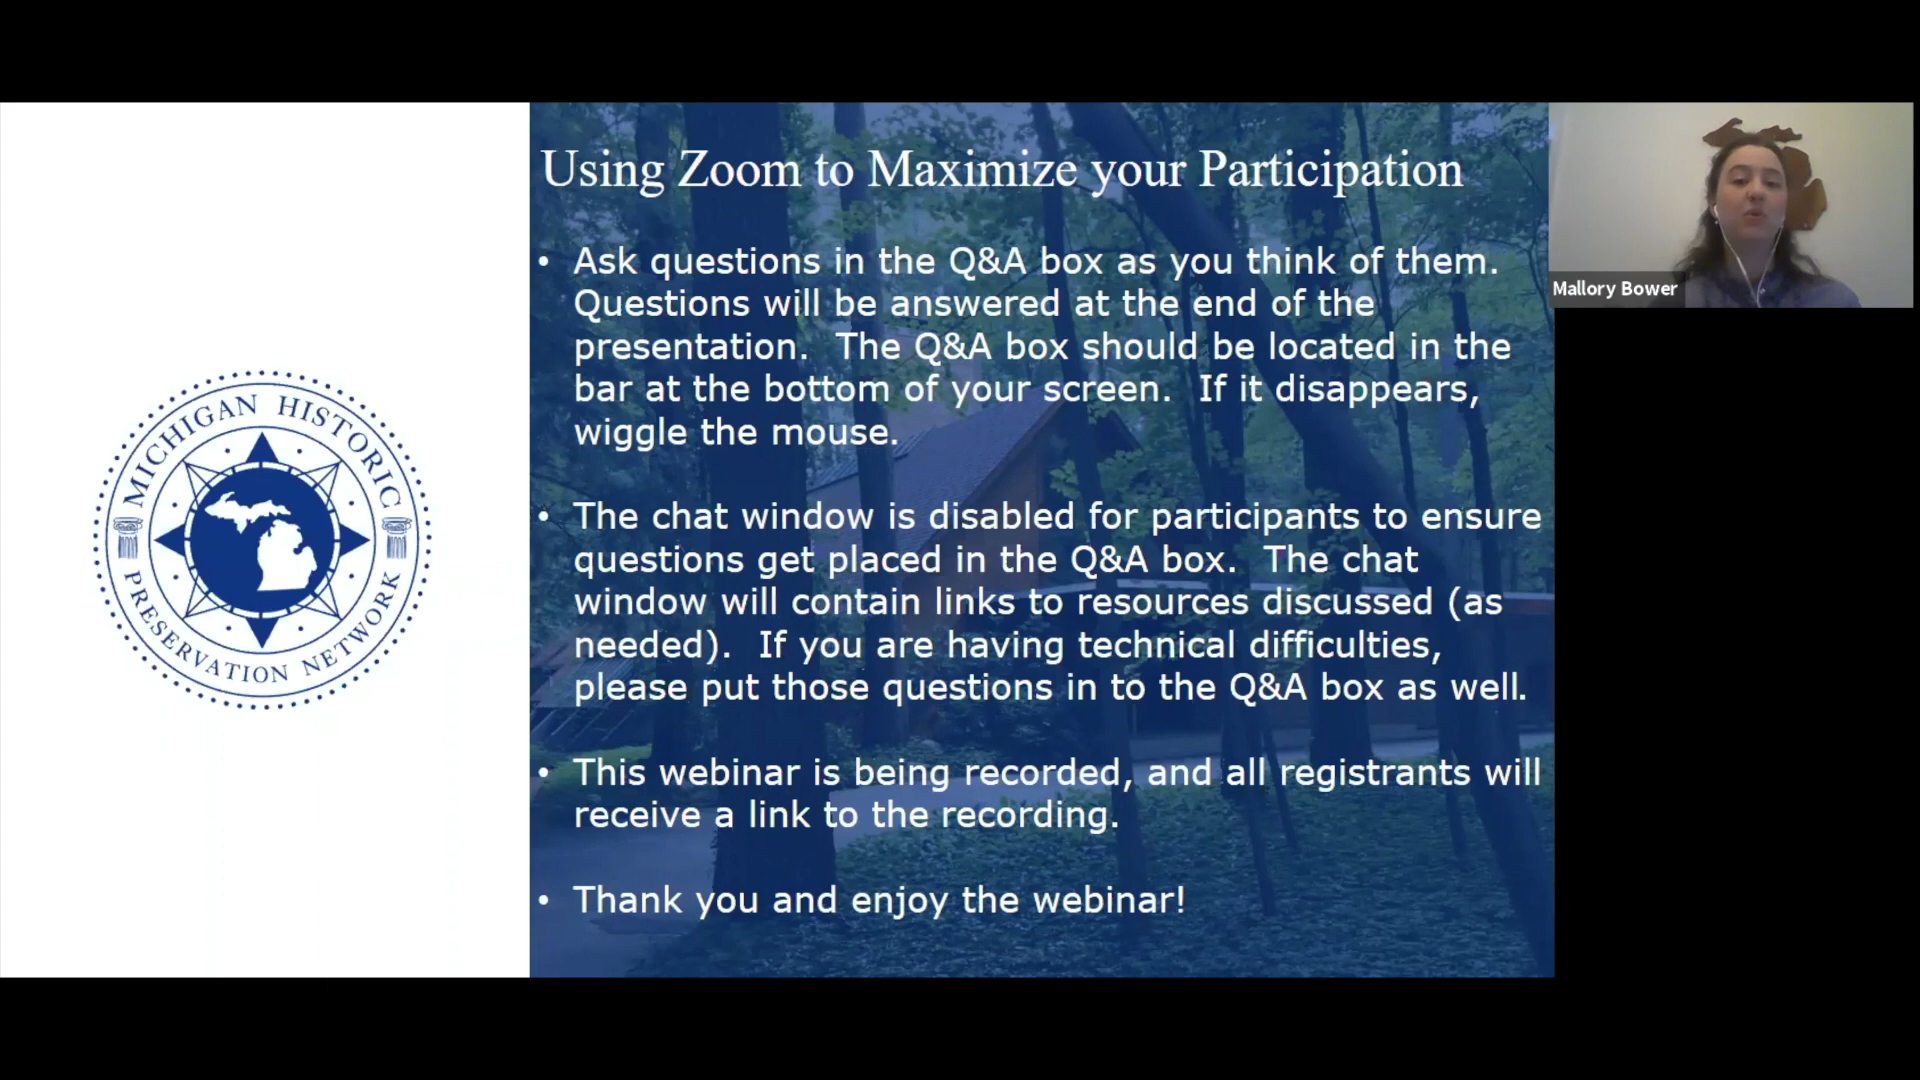 MICHIGAN HISTORIC
PRESERVATION NETWORK
Using Zoom to Maximize your Participation
• Ask questions in the Q&A box as you think of them.
Questions will be answered at the end of the
presentation.  The Q&A box should be located in the
bar at the bottom of your screen.  If it disappears,
wiggle the mouse.
• The chat window is disabled for participants to ensure
questions get placed in the Q&A box.  The chat
window will contain links to resources discussed (as
needed).  If you are having technical difficulties,
please put those questions in to the Q&A box as well.
• This webinar is being recorded, and all registrants will
receive a link to the recording.
• Thank you and enjoy the webinar!
Mallory Bower